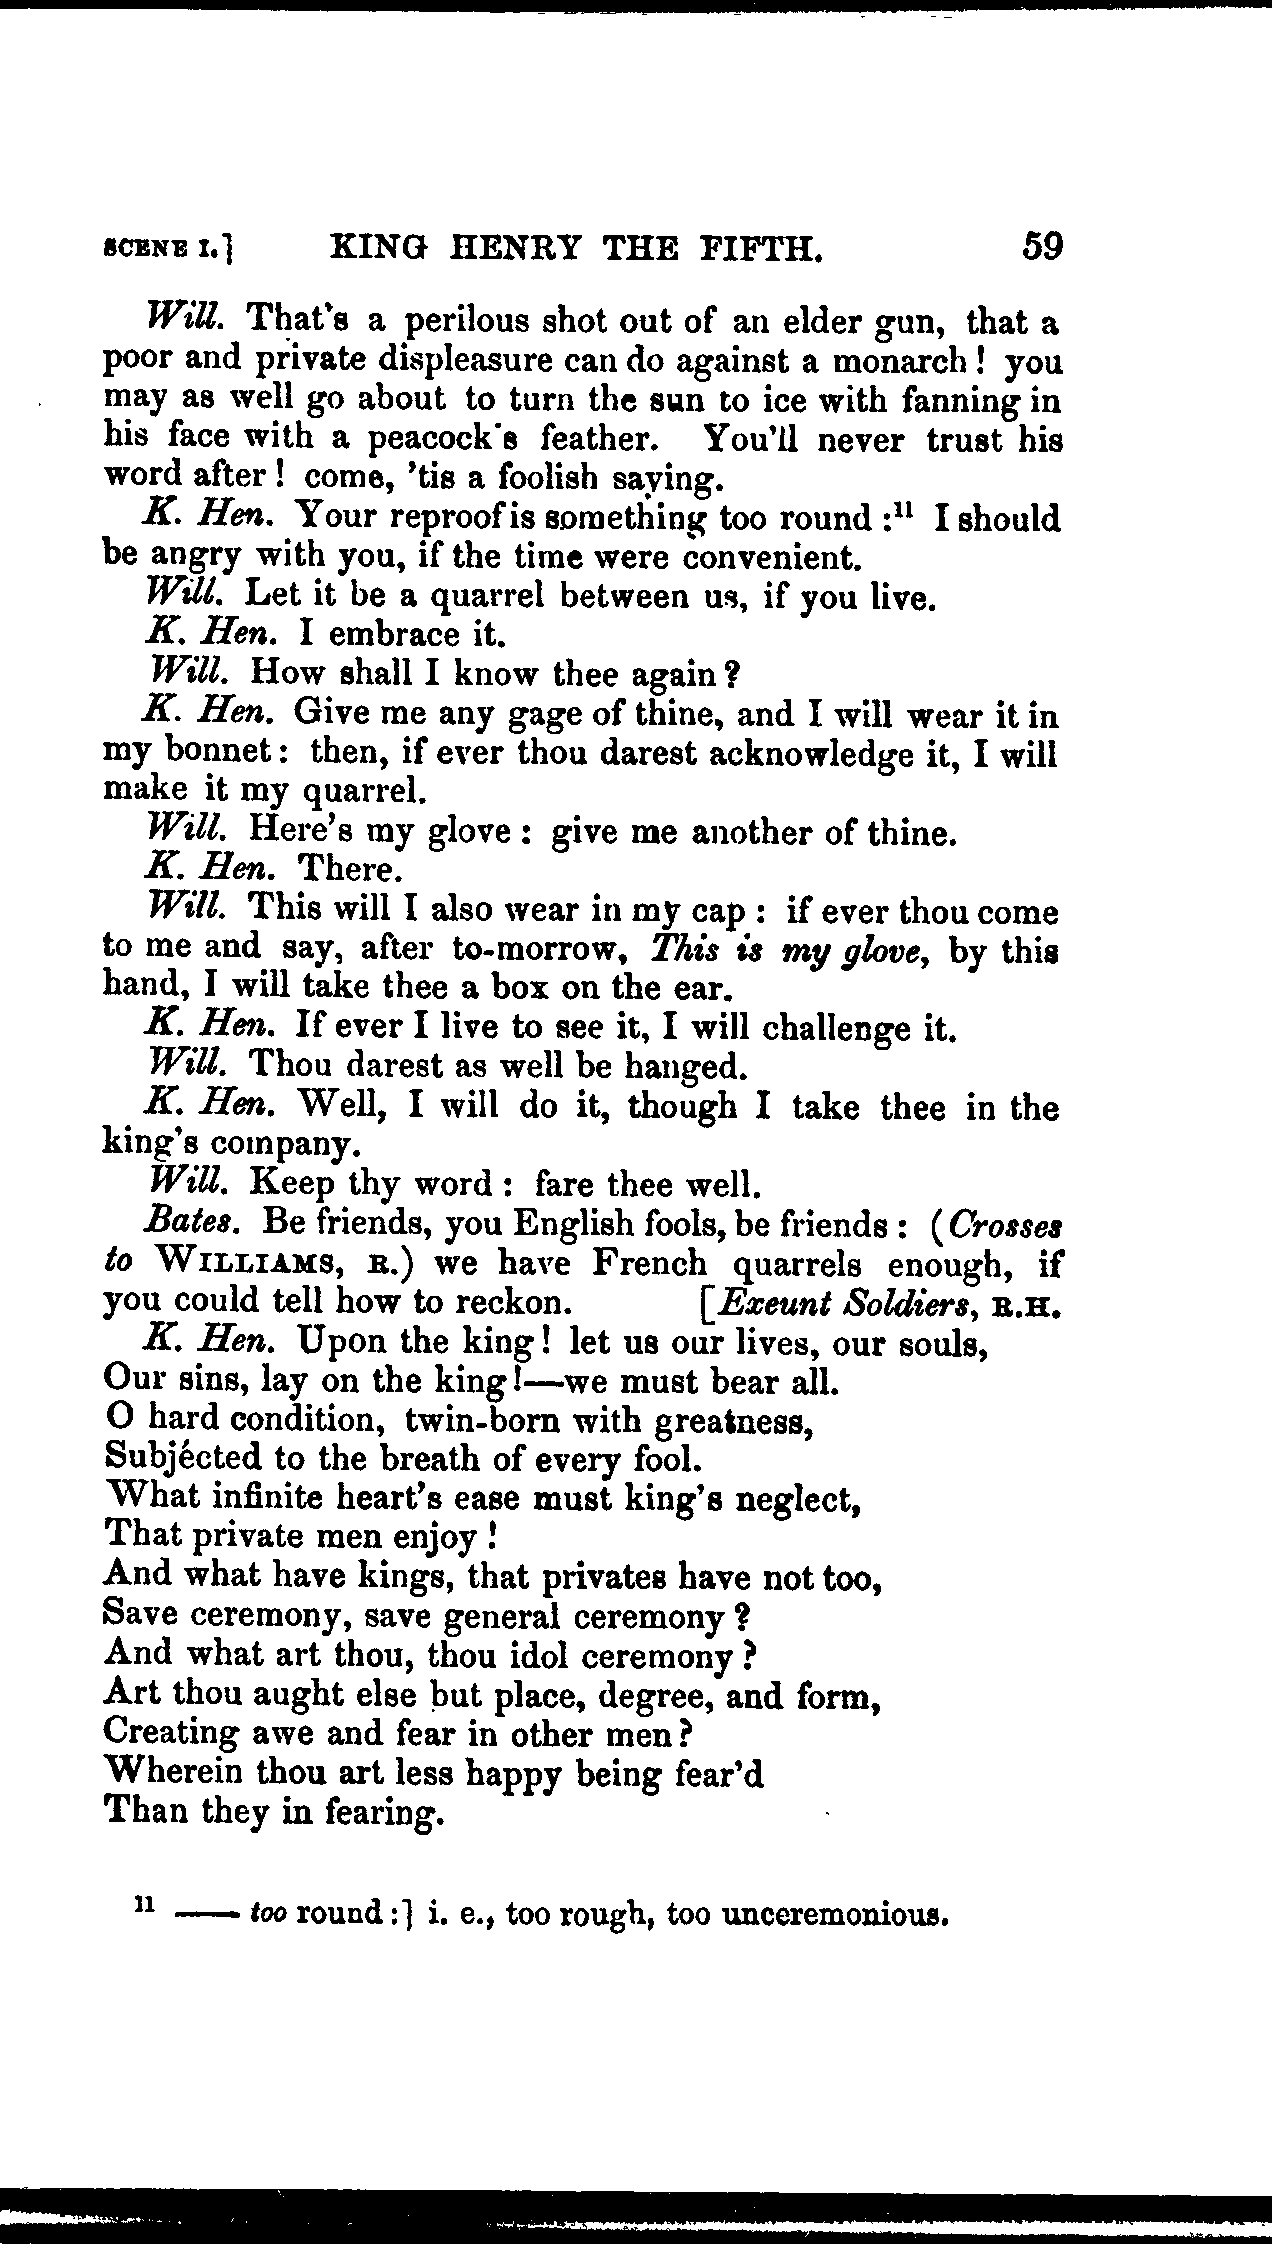 SCENE I.] KING HENRY THE FIFTH. 59
Will. That's a perilous shot out of an elder gun, that a
poor and private displeasure can do against a monarch! you
may as well go about to turn the sun to ice with fanning in
his face with a peacock's feather. You'll never trust his
word after! come, 'tis a foolish saying.
K. Hen. Your reproof is something too round:¹¹ I should
be angry with you, if the time were convenient.
Will. Let it be a quarrel between us, if you live.
K. Hen. I embrace it.
Will. How shall I know thee again?
K. Hen. Give me any gage of thine, and I will wear it in
my bonnet: then, if ever thou darest acknowledge it, I will
make it my quarrel.
Will. Here's my glove: give me another of thine.
K. Hen. There.
Will. This will I also wear in my cap: if ever thou come
to me and say, after to-morrow, This is my glove, by this
hand, I will take thee a box on the ear.
K. Hen. If ever I live to see it, I will challenge it.
Will. Thou darest as well be hanged.
K. Hen. Well, I will do it, though I take thee in the
king's company.
Will. Keep thy word: fare thee well.
Bates. Be friends, you English fools, be friends: (Crosses
to WILLIAMS, R.) we have French quarrels enough, if
you could tell how to reckon. [Exeunt Soldiers, R.H.
K. Hen. Upon the king! let us our lives, our souls,
Our sins, lay on the king!—we must bear all.
O hard condition, twin-born with greatness,
Subjécted to the breath of every fool.
What infinite heart's ease must king's neglect,
That private men enjoy!
And what have kings, that privates have not too,
Save ceremony, save general ceremony?
And what art thou, thou idol ceremony?
Art thou aught else but place, degree, and form,
Creating awe and fear in other men?
Wherein thou art less happy being fear'd
Than they in fearing.
¹¹ —— too round:] i. e., too rough, too unceremonious.